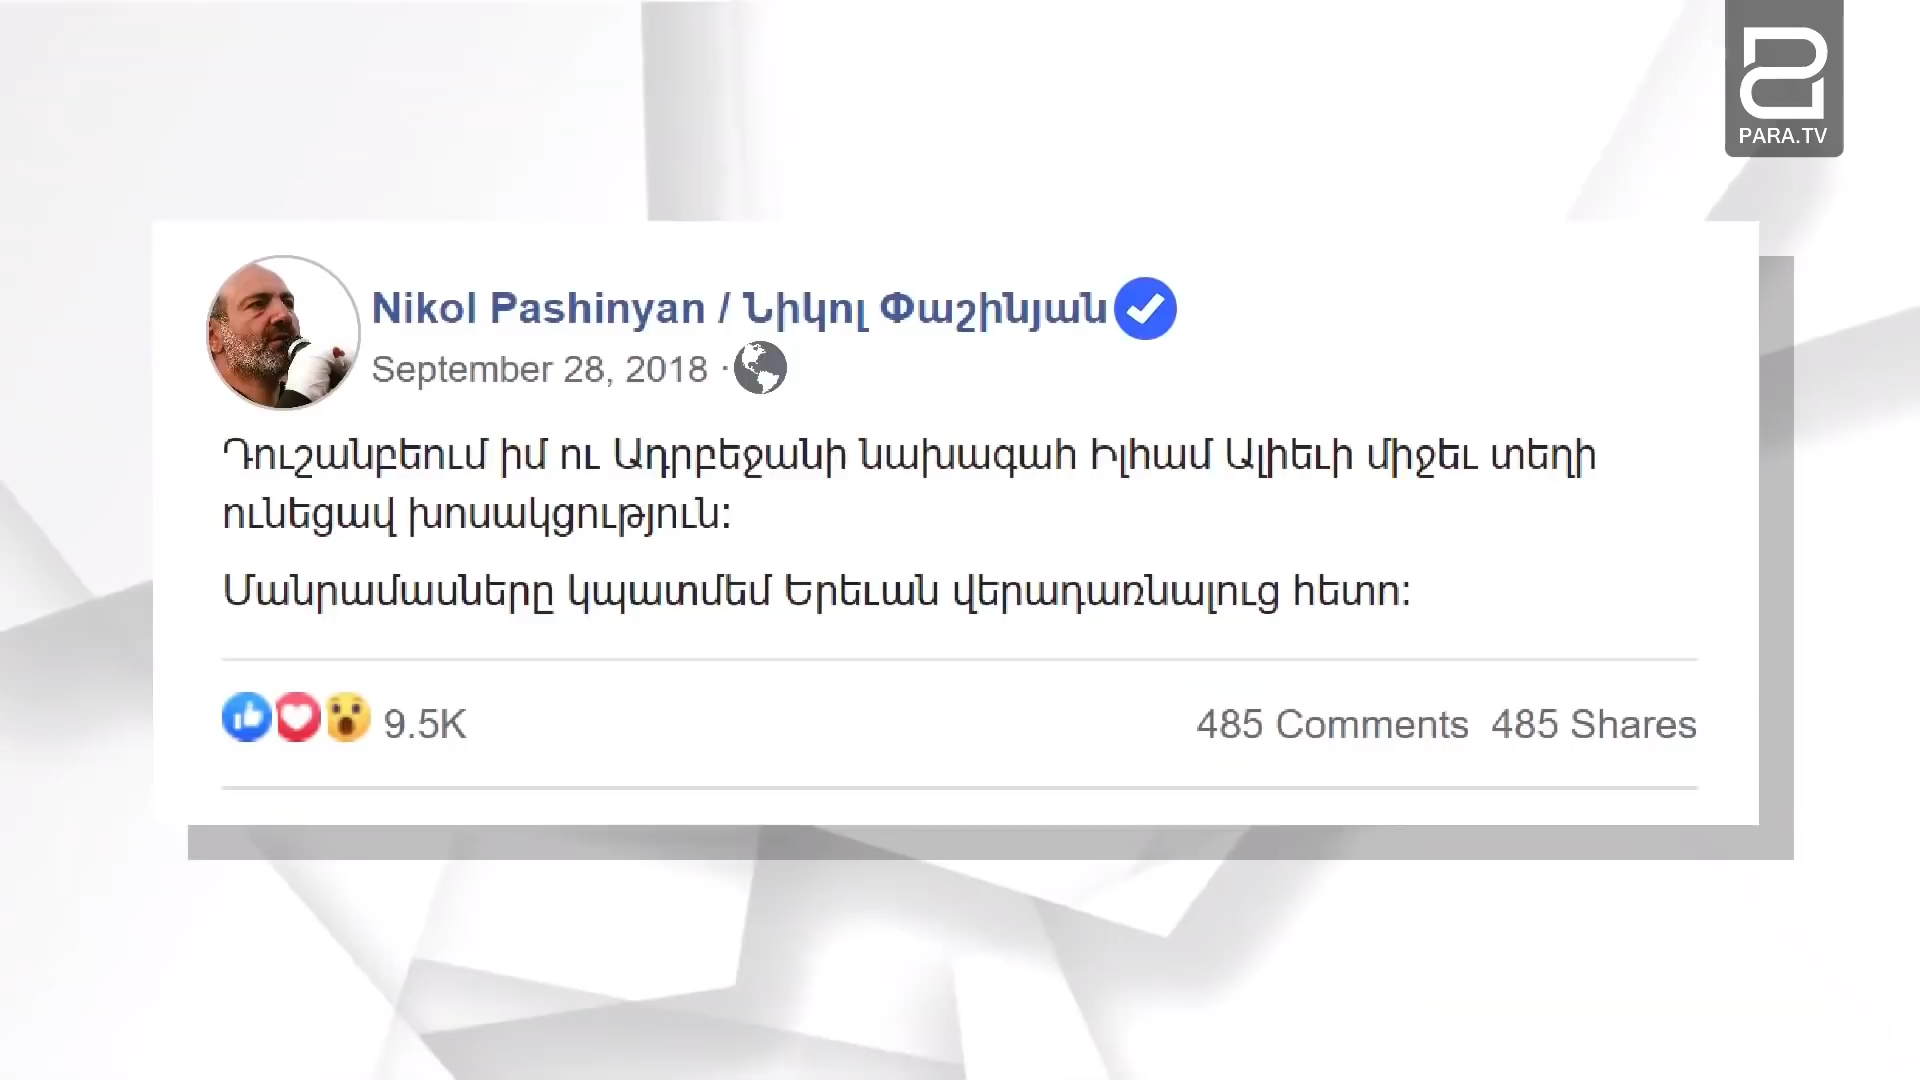 PARA.TV
Nikol Pashinyan / Նիկոլ Փաշինյան
September 28, 2018 ·
Դուշանբեում իմ ու Ադրբեջանի նախագահ Իլհամ Ալիեւի միջեւ տեղի
ունեցավ խոսակցություն:
Մանրամասները կպատմեմ Երեւան վերադառնալուց հետո:
9.5K
485 Comments 485 Shares